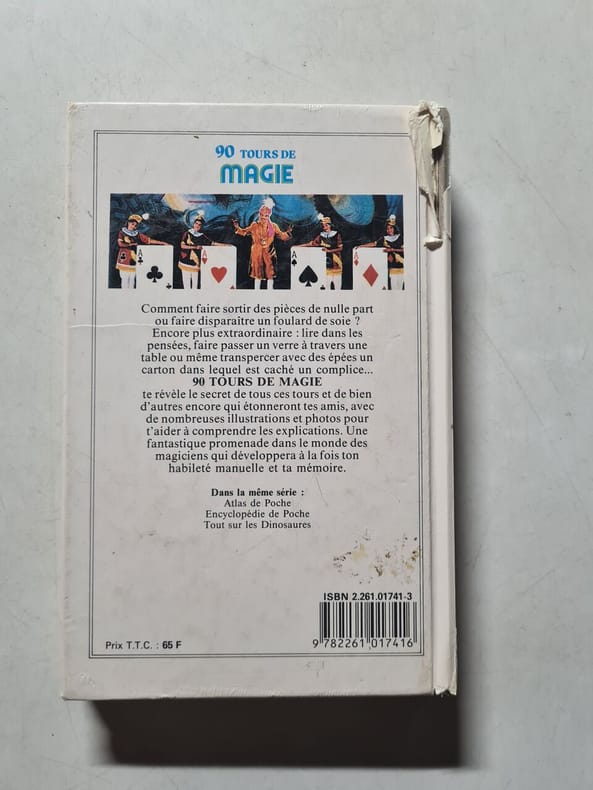 90 TOURS DE
MAGIE
A
A
A
A
Comment faire sortir des pièces de nulle part
ou faire disparaître un foulard de soie ?
Encore plus extraordinaire : lire dans les
pensées, faire passer un verre à travers une
table ou même transpercer avec des épées un
carton dans lequel est caché un complice...
90 TOURS DE MAGIE
te révèle le secret de tous ces tours et de bien
d'autres encore qui étonneront tes amis, avec
de nombreuses illustrations et photos pour
t'aider à comprendre les explications. Une
fantastique promenade dans le monde des
magiciens qui développera à la fois ton
habileté manuelle et ta mémoire.
Dans la même série :
Atlas de Poche
Encyclopédie de Poche
Tout sur les Dinosaures
ISBN 2.261.01741-3
9 782261 017416
Prix T.T.C. : 65 F